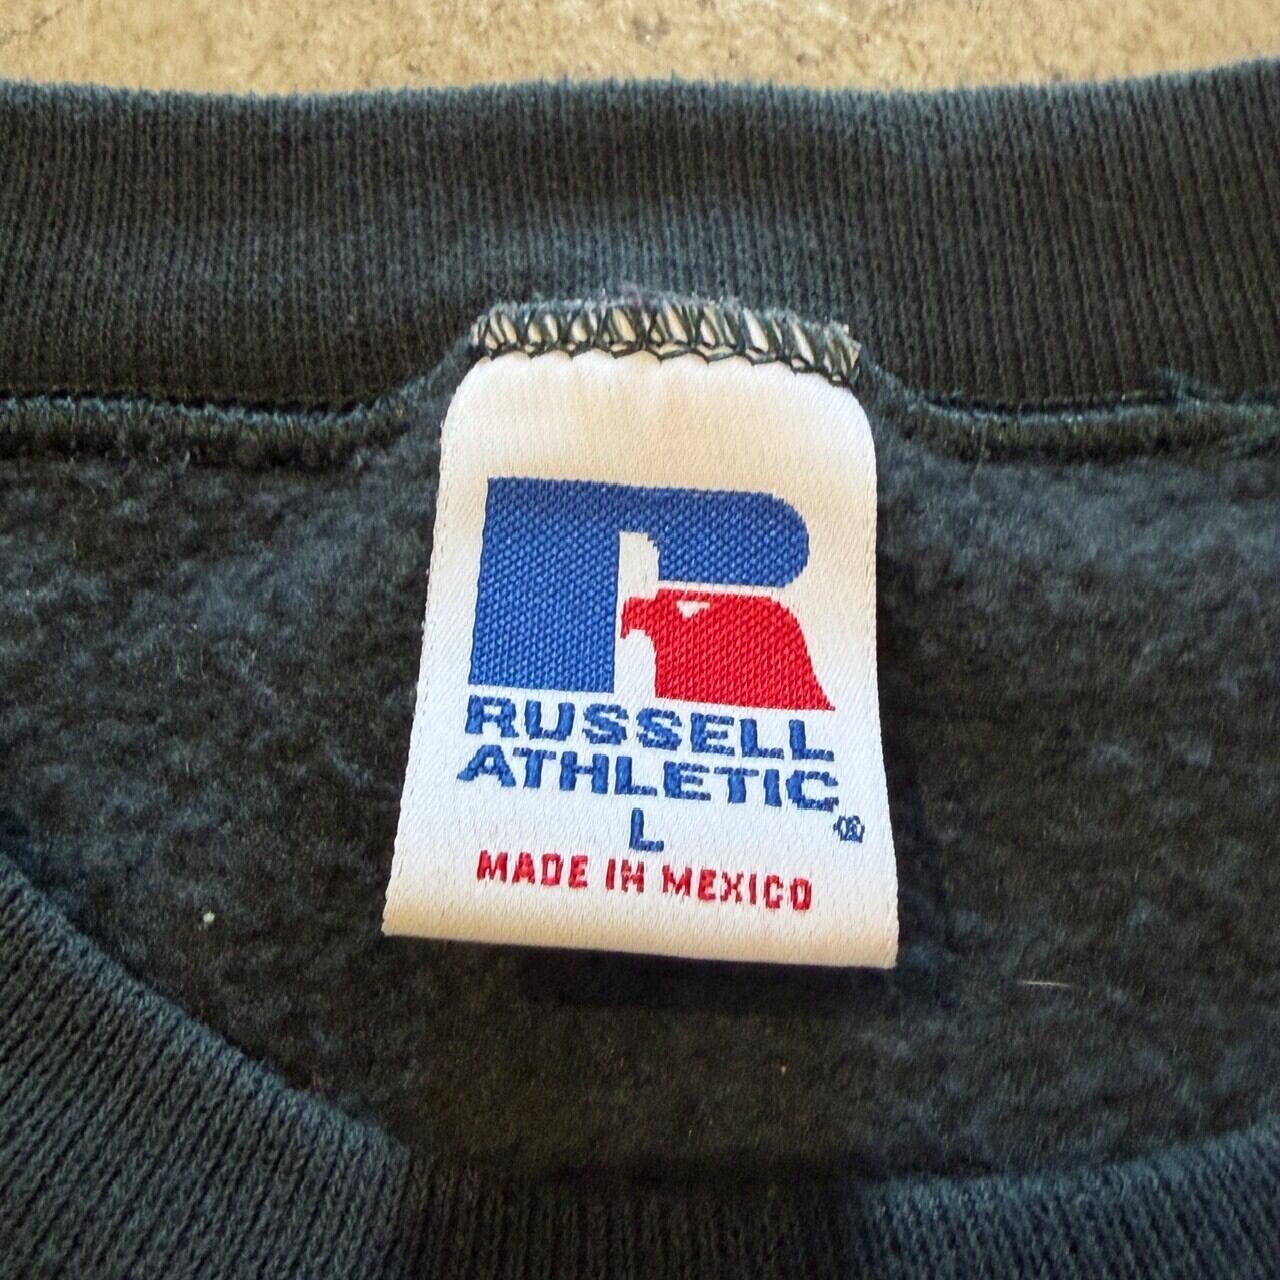 R
RUSSELL
ATHLETIC®
L
MADE IN MEXICO